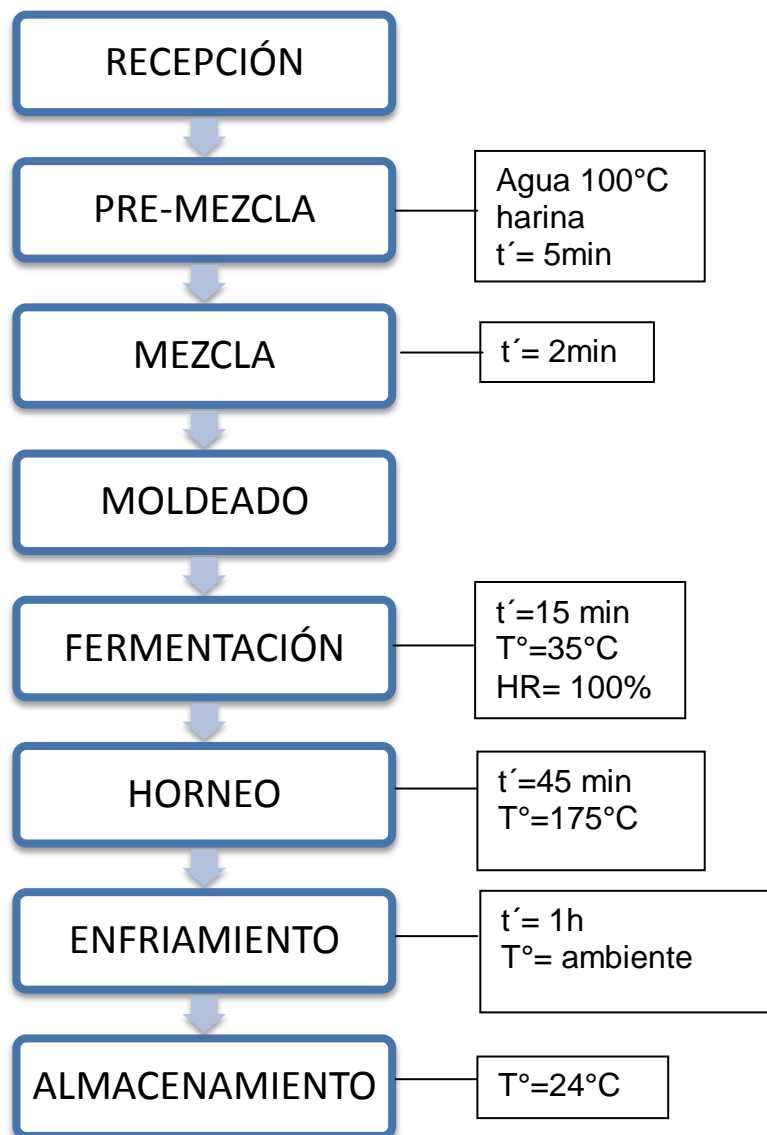 RECEPCIÓN
PRE-MEZCLA
Agua 100°C
harina
t´= 5min
MEZCLA
t´= 2min
MOLDEADO
FERMENTACIÓN
t´=15 min
T°=35°C
HR= 100%
HORNEO
t´=45 min
T°=175°C
ENFRIAMIENTO
t´= 1h
T°= ambiente
ALMACENAMIENTO
T°=24°C